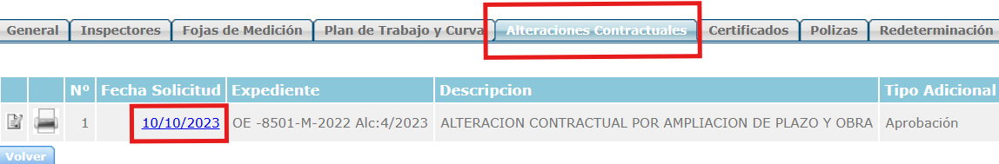 General Inspectores Fojas de Medición Plan de Trabajo y Curva Alteraciones Contractuales Certificados Polizas Redeterminación
Nº Fecha Solicitud Expediente Descripcion Tipo Adicional
1 10/10/2023 OE -8501-M-2022 Alc:4/2023 ALTERACION CONTRACTUAL POR AMPLIACION DE PLAZO Y OBRA Aprobación
Volver